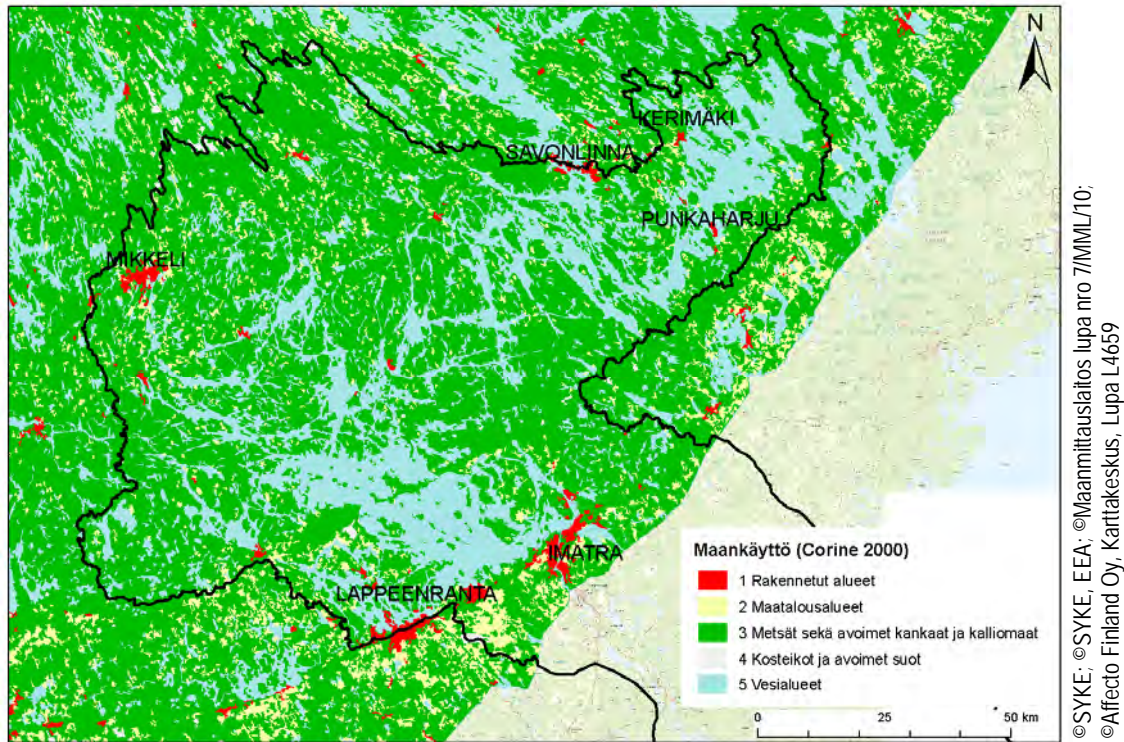 N
KERIMÄKI
SAVONLINNA
PUNKAHARJU
MIKKELI
IMATRA
LAPPEENRANTA
Maankäyttö (Corine 2000)
1 Rakennetut alueet
2 Maatalousalueet
3 Metsät sekä avoimet kankaat ja kalliomaat
4 Kosteikot ja avoimet suot
5 Vesialueet
0 25 50 km
©SYKE; ©SYKE, EEA; ©Maanmittauslaitos lupa nro 7/MML/10;
©Affecto Finland Oy, Karttakeskus, Lupa L4659